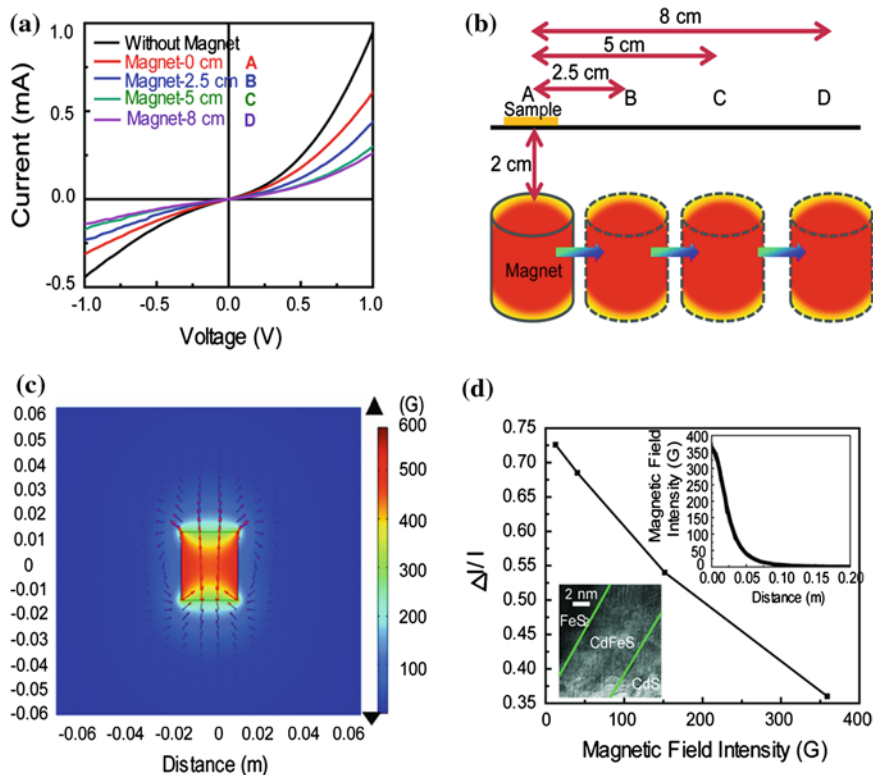 (a)
1.0
0.5
0.0
-0.5
Current (mA)
Without Magnet
Magnet-0 cm A
Magnet-2.5 cm B
Magnet-5 cm C
Magnet-8 cm D
-1.0 -0.5 0.0 0.5 1.0
Voltage (V)
(b)
8 cm
5 cm
2.5 cm
A B C D
Sample
2 cm
Magnet
(c)
0.06
0.05
0.04
0.03
0.02
0.01
0
-0.01
-0.02
-0.03
-0.04
-0.05
-0.06
-0.06 -0.04 -0.02 0 0.02 0.04 0.06
Distance (m)
(G)
600
500
400
300
200
100
(d)
0.75
0.70
0.65
0.60
0.55
0.50
0.45
0.40
0.35
ΔI/I
0 100 200 300 400
Magnetic Field Intensity (G)
Magnetic Field
Intensity (G)
400
350
300
250
200
150
100
50
0
0.00 0.05 0.10 0.15 0.20
Distance (m)
2 nm
FeS2
CdFeS
CdS